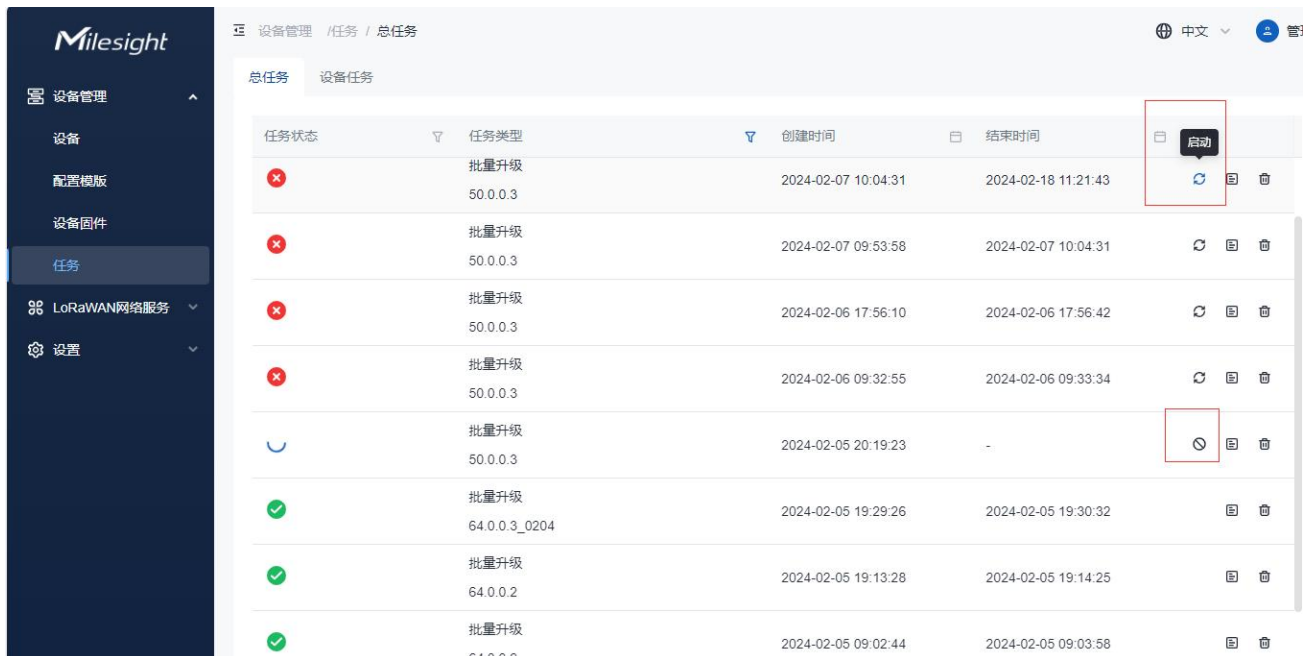 Milesight
设备管理
设备
配置模版
设备固件
任务
LoRaWAN网络服务
设置
设备管理 /任务 / 总任务
中文
总任务 设备任务
任务状态 任务类型 创建时间 结束时间
启动
批量升级
50.0.0.3
2024-02-07 10:04:31 2024-02-18 11:21:43
批量升级
50.0.0.3
2024-02-07 09:53:58 2024-02-07 10:04:31
批量升级
50.0.0.3
2024-02-06 17:56:10 2024-02-06 17:56:42
批量升级
50.0.0.3
2024-02-06 09:32:55 2024-02-06 09:33:34
批量升级
50.0.0.3
2024-02-05 20:19:23 -
批量升级
64.0.0.3_0204
2024-02-05 19:29:26 2024-02-05 19:30:32
批量升级
64.0.0.2
2024-02-05 19:13:28 2024-02-05 19:14:25
批量升级
2024-02-05 09:02:44 2024-02-05 09:03:58